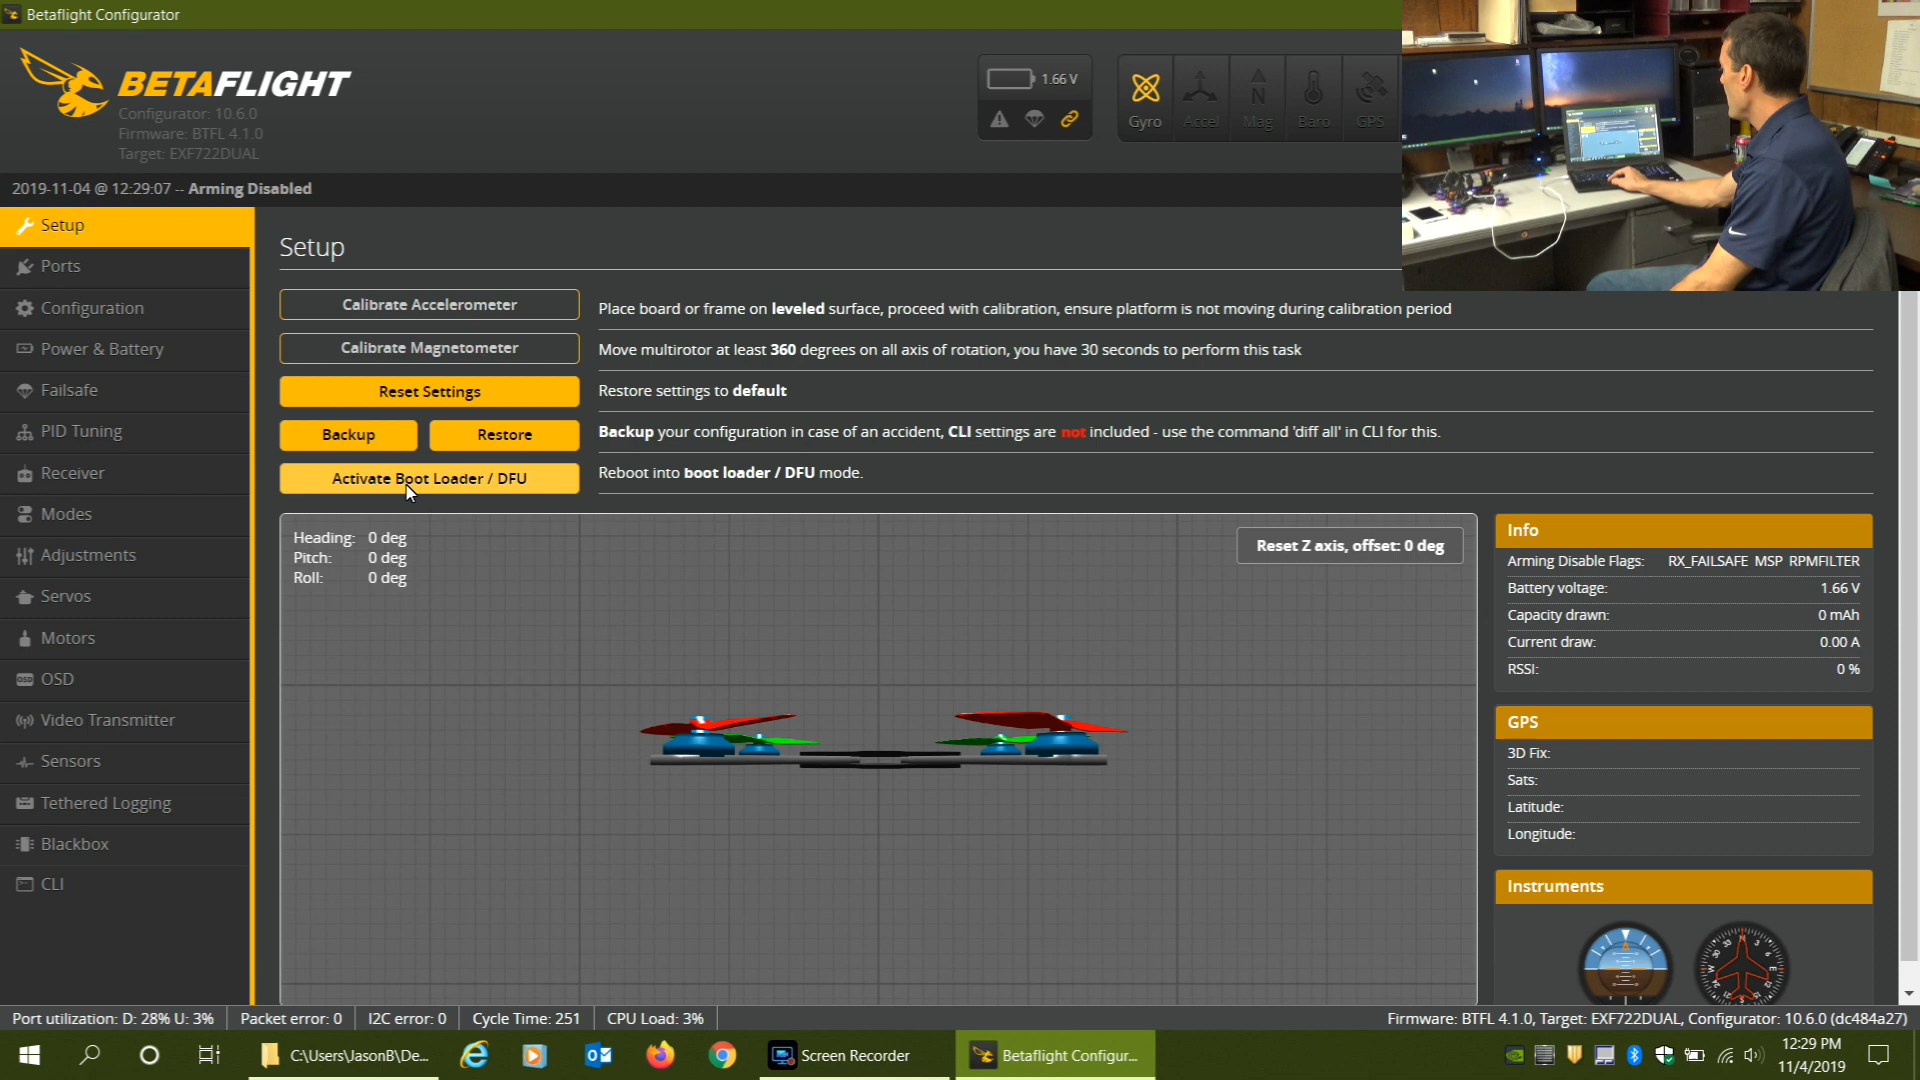 Betaflight Configurator
BETAFLIGHT
Configurator: 10.6.0
Firmware: BTFL 4.1.0
Target: EXF722DUAL
1.66 V
Gyro
Accel
Mag
Baro
GPS
2019-11-04 @ 12:29:07 -- Arming Disabled
Setup
Ports
Configuration
Power & Battery
Failsafe
PID Tuning
Receiver
Modes
Adjustments
Servos
Motors
OSD
Video Transmitter
Sensors
Tethered Logging
Blackbox
CLI
Setup
Calibrate Accelerometer
Place board or frame on leveled surface, proceed with calibration, ensure platform is not moving during calibration period
Calibrate Magnetometer
Move multirotor at least 360 degrees on all axis of rotation, you have 30 seconds to perform this task
Reset Settings
Restore settings to default
Backup
Restore
Backup your configuration in case of an accident, CLI settings are not included - use the command 'diff all' in CLI for this.
Activate Boot Loader / DFU
Reboot into boot loader / DFU mode.
Heading: 0 deg
Pitch: 0 deg
Roll: 0 deg
Reset Z axis, offset: 0 deg
Info
Arming Disable Flags: RX_FAILSAFE MSP RPMFILTER
Battery voltage: 1.66 V
Capacity drawn: 0 mAh
Current draw: 0.00 A
RSSI: 0 %
GPS
3D Fix:
Sats:
Latitude:
Longitude:
Instruments
Port utilization: D: 28% U: 3%
Packet error: 0
I2C error: 0
Cycle Time: 251
CPU Load: 3%
Firmware: BTFL 4.1.0, Target: EXF722DUAL, Configurator: 10.6.0 (dc484a27)
C:\Users\JasonB\De...
Screen Recorder
Betaflight Configur...
12:29 PM
11/4/2019